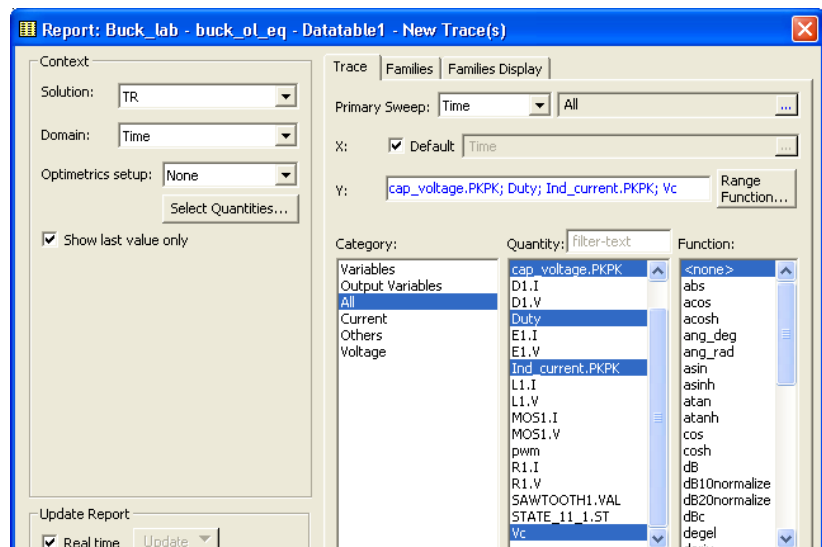 Report: Buck_lab - buck_ol_eq - Datatable1 - New Trace(s)
Context
Solution: TR
Domain: Time
Optimetrics setup: None
Select Quantities...
Show last value only
Update Report
Real time Update
Trace Families Families Display
Primary Sweep: Time All ...
X: Default Time ...
Y: cap_voltage.PKPK; Duty; Ind_current.PKPK; Vc
Range
Function...
Category:
Variables
Output Variables
All
Current
Others
Voltage
Quantity: filter-text
cap_voltage.PKPK
D1.I
D1.V
Duty
E1.I
E1.V
Ind_current.PKPK
L1.I
L1.V
MOS1.I
MOS1.V
pwm
R1.I
R1.V
SAWTOOTH1.VAL
STATE_11_1.ST
Vc
Function:
<none>
abs
acos
acosh
ang_deg
ang_rad
asin
asinh
atan
atanh
cos
cosh
dB
dB10normalize
dB20normalize
dBc
degel